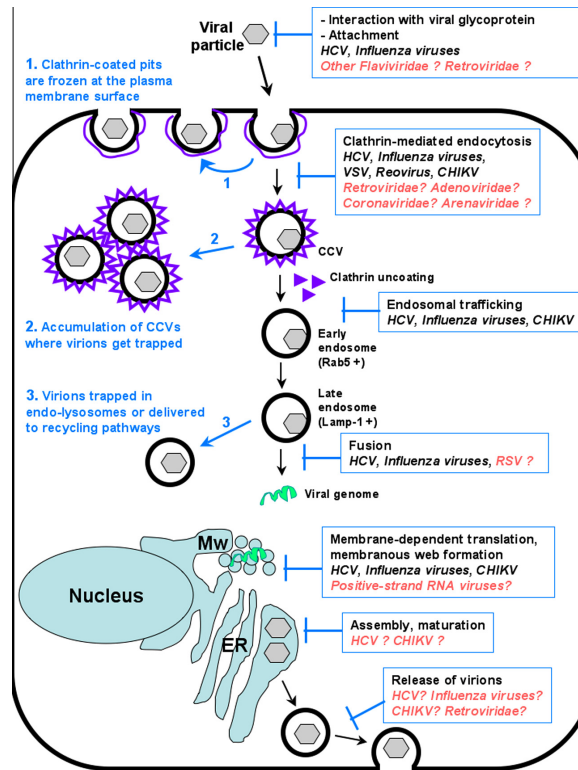 Viral
particle
- Interaction with viral glycoprotein
- Attachment
HCV, Influenza viruses
Other Flaviviridae ? Retroviridae ?
1. Clathrin-coated pits
are frozen at the plasma
membrane surface
1
Clathrin-mediated endocytosis
HCV, Influenza viruses,
VSV, Reovirus, CHIKV
Retroviridae? Adenoviridae?
Coronaviridae? Arenaviridae ?
2
CCV
Clathrin uncoating
2. Accumulation of CCVs
where virions get trapped
Endosomal trafficking
HCV, Influenza viruses, CHIKV
Early
endosome
(Rab5 +)
3. Virions trapped in
endo-lysosomes or delivered
to recycling pathways
3
Late
endosome
(Lamp-1 +)
Fusion
HCV, Influenza viruses, RSV ?
Viral genome
Mw
Nucleus
ER
Membrane-dependent translation,
membranous web formation
HCV, Influenza viruses, CHIKV
Positive-strand RNA viruses?
Assembly, maturation
HCV ? CHIKV ?
Release of virions
HCV? Influenza viruses?
CHIKV? Retroviridae?